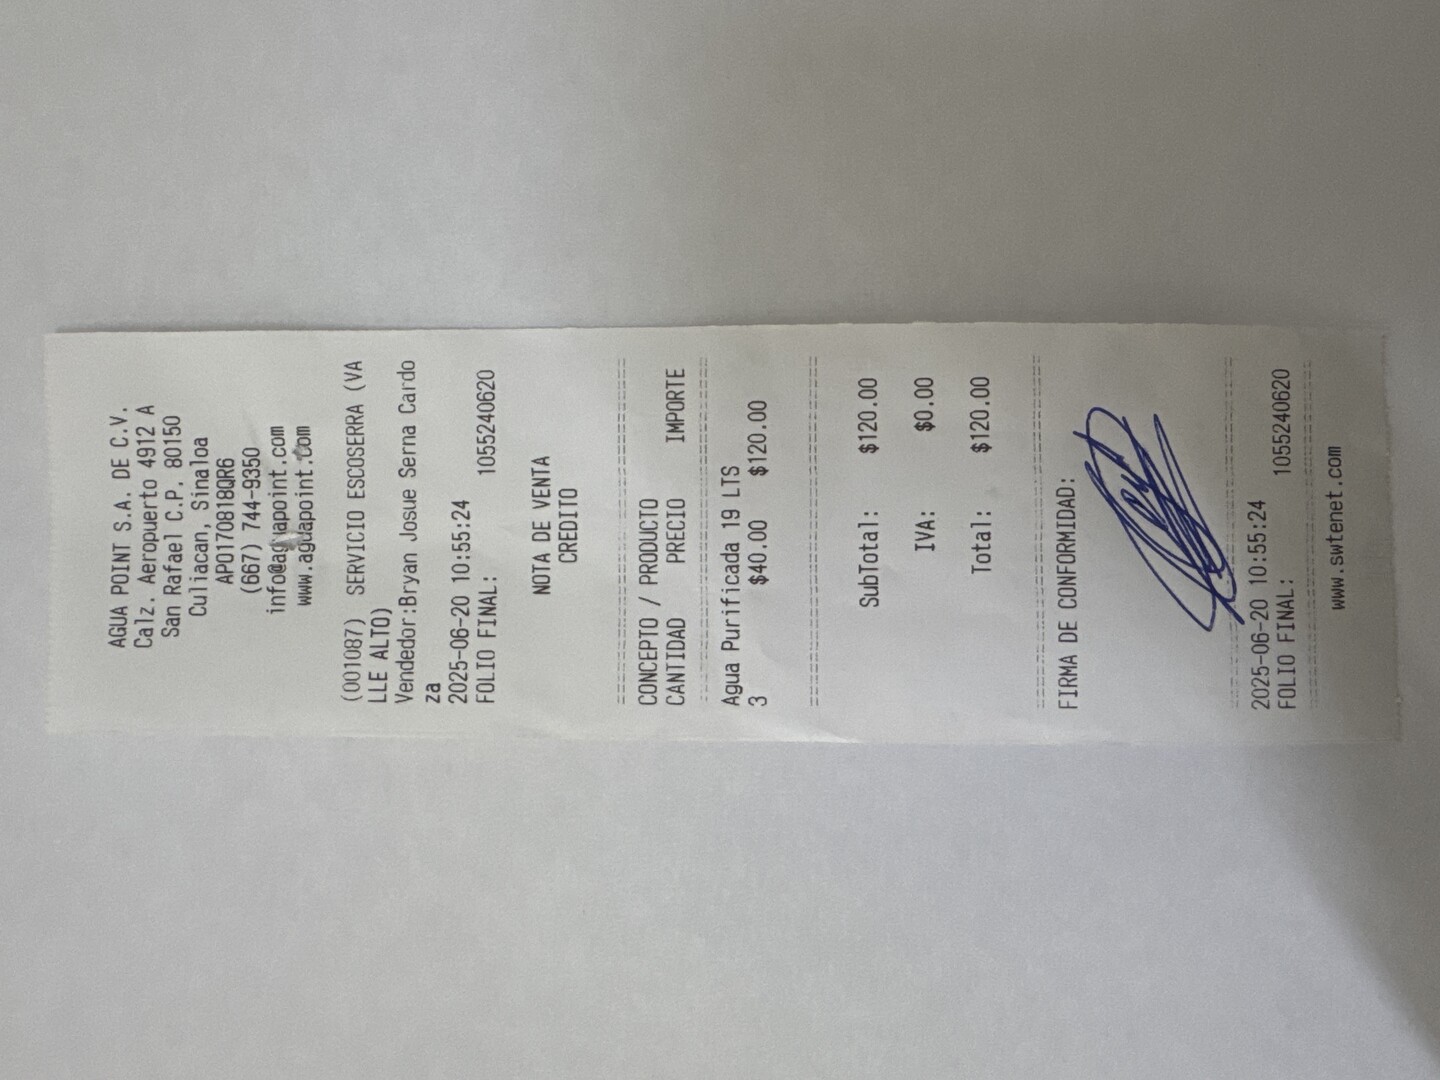 AGUA POINT S.A. DE C.V.
Calz. Aeropuerto 4912 A
San Rafael C.P. 80150
Culiacan, Sinaloa
APO170818QR6
(667) 744-9350
info@aguapoint.com
www.aguapoint.com
(001087) SERVICIO ESCOSERRA (VA
LLE ALTO)
Vendedor:Bryan Josue Serna Cardo
za
2025-06-20 10:55:24
FOLIO FINAL: 1055240620
NOTA DE VENTA
CREDITO
CONCEPTO / PRODUCTO
CANTIDAD PRECIO IMPORTE
Agua Purificada 19 LTS
3 $40.00 $120.00
SubTotal: $120.00
IVA: $0.00
Total: $120.00
FIRMA DE CONFORMIDAD:
2025-06-20 10:55:24
FOLIO FINAL: 1055240620
www.swtenet.com